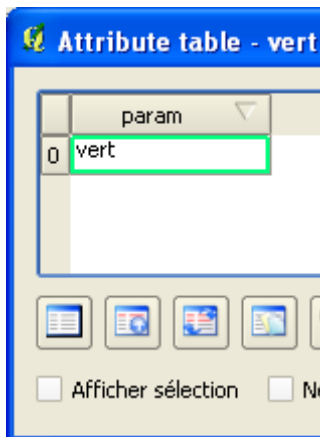 Attribute table - vert
param
0 vert
Afficher sélection